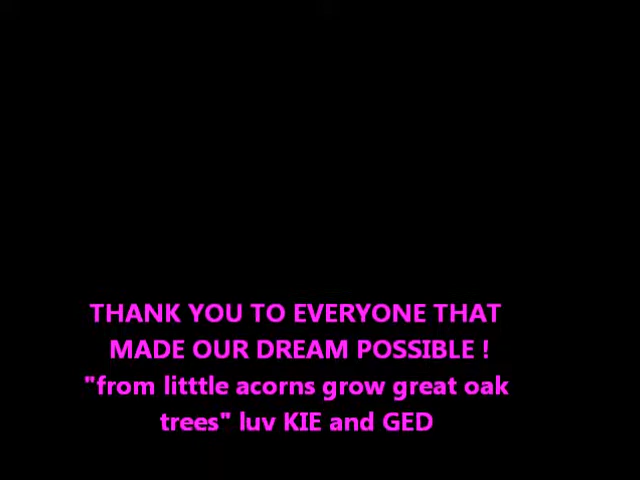 THANK YOU TO EVERYONE THAT
MADE OUR DREAM POSSIBLE !
"from litttle acorns grow great oak
trees" luv KIE and GED